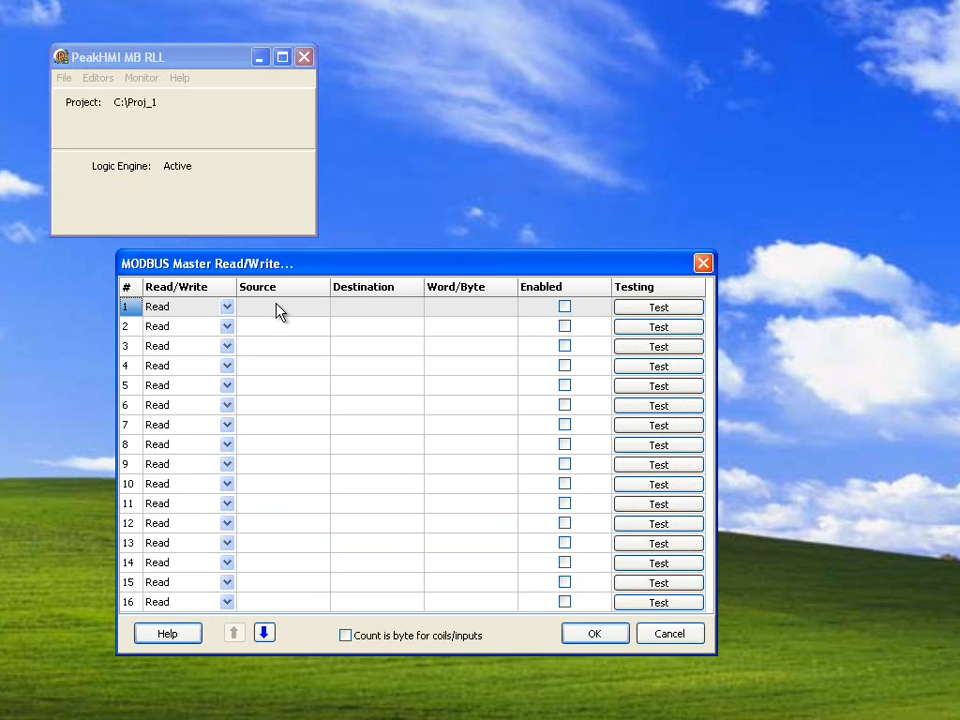 PeakHMI MB RLL
File Editors Monitor Help
Project: C:\Proj_1
Logic Engine: Active
MODBUS Master Read/Write...
# Read/Write Source Destination Word/Byte Enabled Testing
1 Read Test
2 Read Test
3 Read Test
4 Read Test
5 Read Test
6 Read Test
7 Read Test
8 Read Test
9 Read Test
10 Read Test
11 Read Test
12 Read Test
13 Read Test
14 Read Test
15 Read Test
16 Read Test
Help Count is byte for coils/inputs OK Cancel